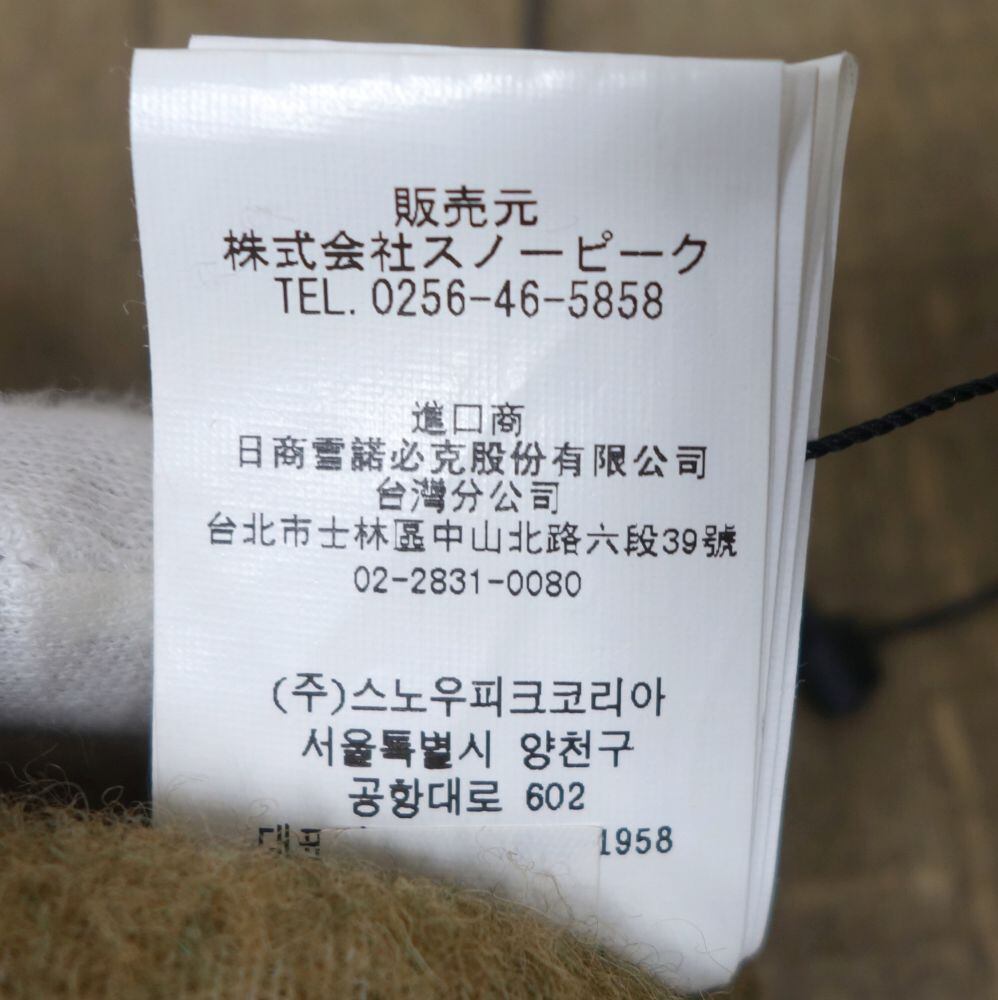 販売元
株式会社スノーピーク
TEL. 0256-46-5858
進口商
日商雪諾必克股份有限公司
台灣分公司
台北市士林區中山北路六段39號
02-2831-0080
(주)스노우피크코리아
서울특별시 양천구
공항대로 602
1958